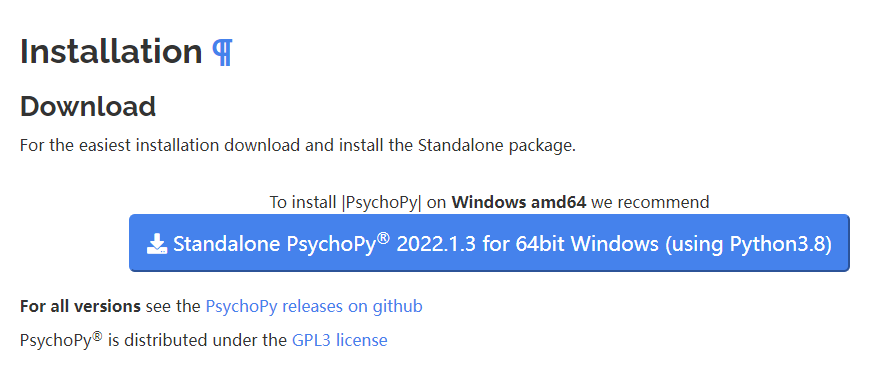 Installation ¶
Download
For the easiest installation download and install the Standalone package.
To install |PsychoPy| on Windows amd64 we recommend
Standalone PsychoPy® 2022.1.3 for 64bit Windows (using Python3.8)
For all versions see the PsychoPy releases on github
PsychoPy® is distributed under the GPL3 license